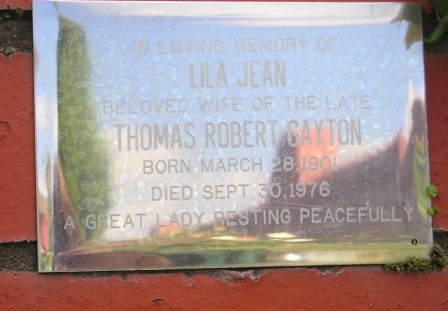 IN LOVING MEMORY OF
LILA JEAN
BELOVED WIFE OF THE LATE
THOMAS ROBERT GAYTON
BORN MARCH 28, 1901
DIED SEPT. 30, 1976
A GREAT LADY RESTING PEACEFULLY